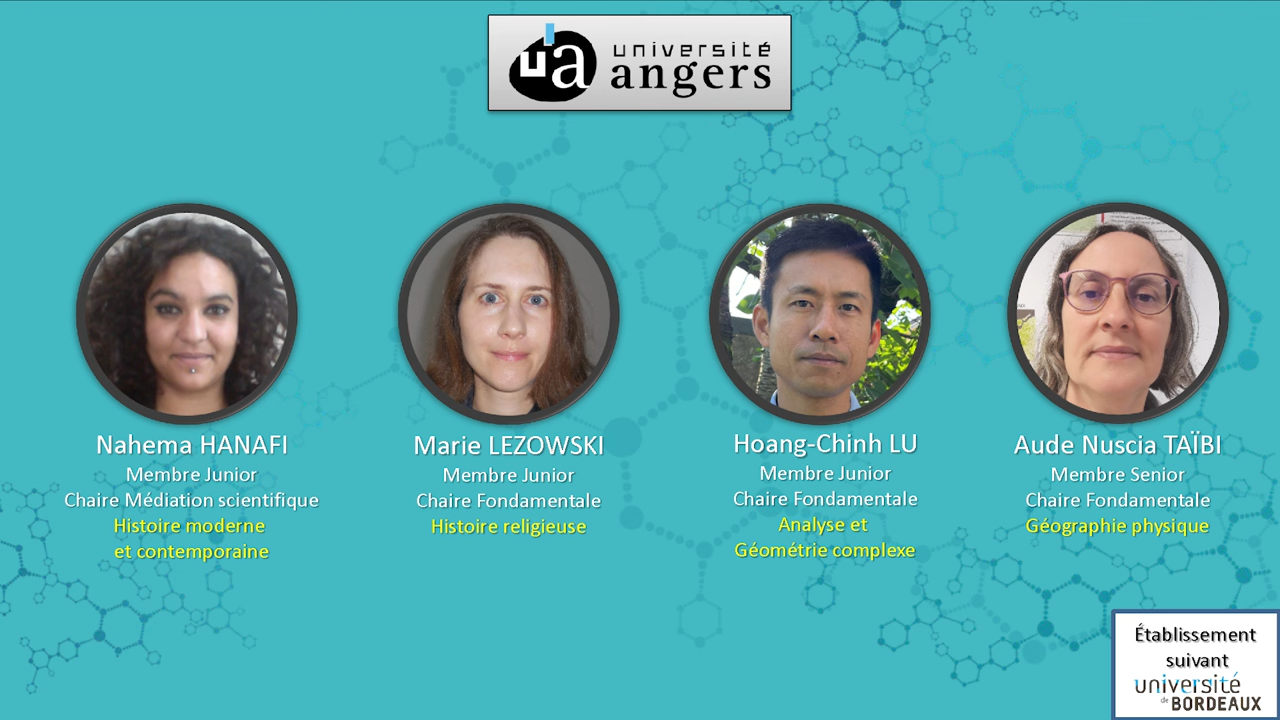 ua université
angers
Nahema HANAFI
Membre Junior
Chaire Médiation scientifique
Histoire moderne
et contemporaine
Marie LEZOWSKI
Membre Junior
Chaire Fondamentale
Histoire religieuse
Hoang-Chinh LU
Membre Junior
Chaire Fondamentale
Analyse et
Géométrie complexe
Aude Nuscia TAÏBI
Membre Senior
Chaire Fondamentale
Géographie physique
Établissement
suivant
université
de BORDEAUX